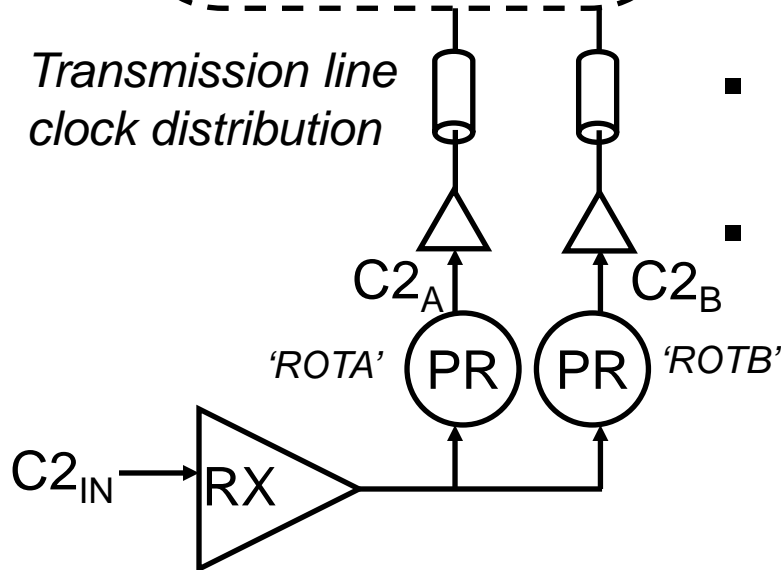 Transmission line
clock distribution
▪
▪
C2A
C2B
‘ROTA’
PR
PR
‘ROTB’
C2IN
RX